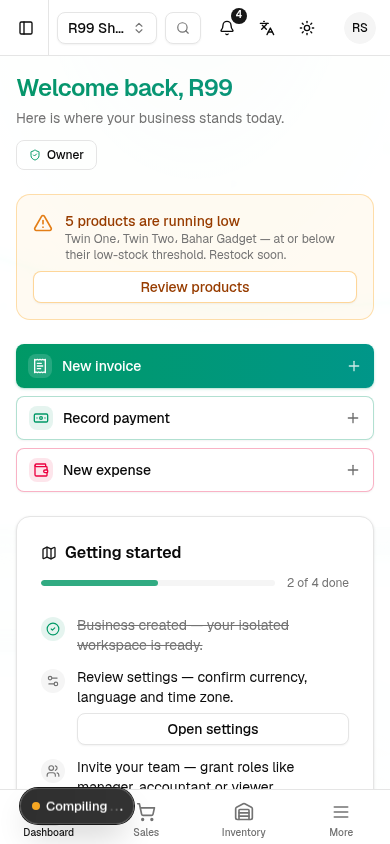 R99 Sh...
4
RS
Welcome back, R99
Here is where your business stands today.
Owner
5 products are running low
Twin One, Twin Two, Bahar Gadget — at or below
their low-stock threshold. Restock soon.
Review products
New invoice
Record payment
New expense
Getting started
2 of 4 done
Business created — your isolated
workspace is ready.
Review settings — confirm currency,
language and time zone.
Open settings
Invite your team — grant roles like
manager, accountant or viewer.
Compiling ...
Dashboard
Sales
Inventory
More